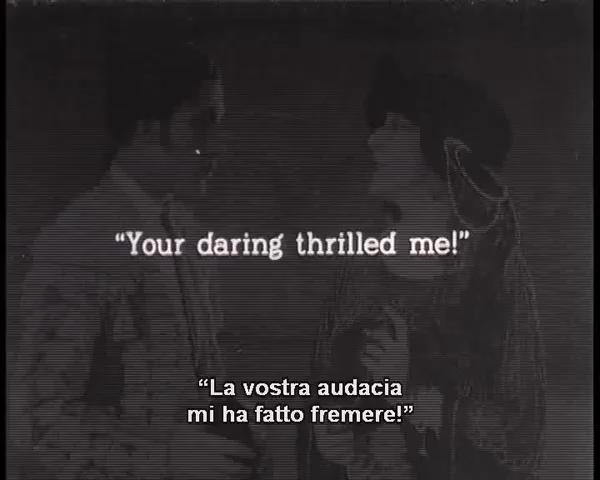 “Your daring thrilled me!”
“La vostra audacia
mi ha fatto fremere!”